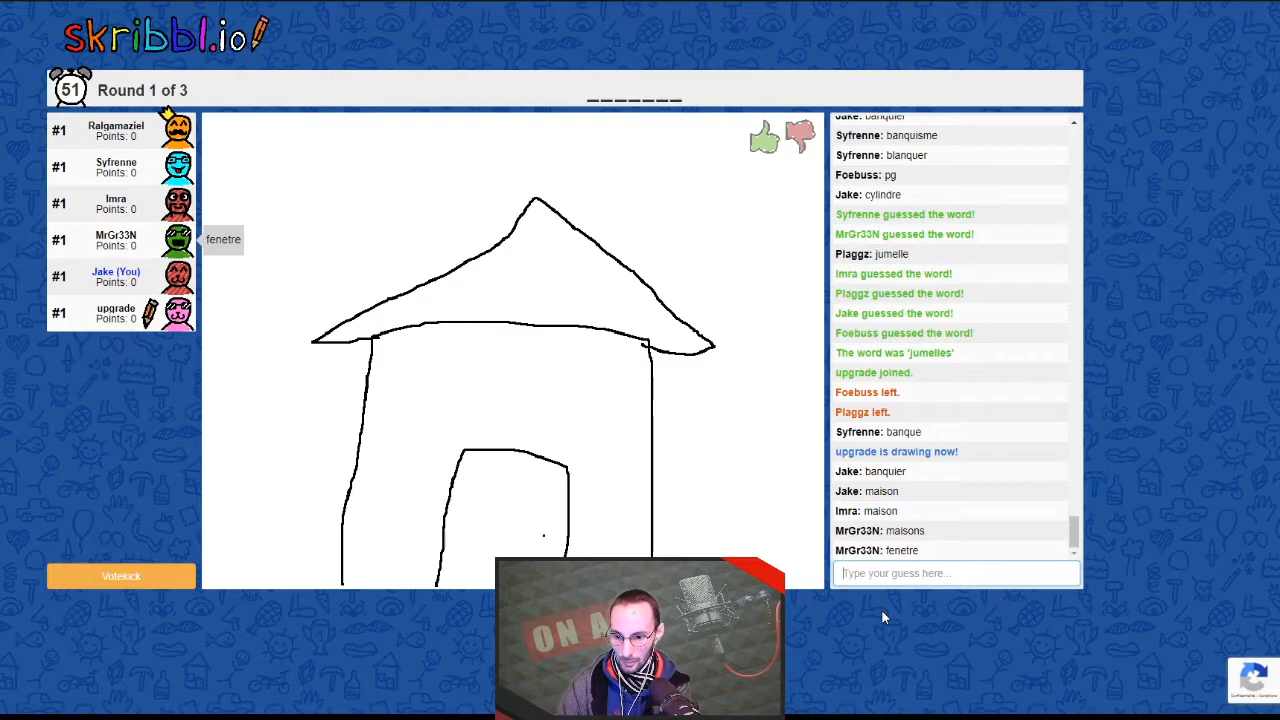 skribbl.io
51
Round 1 of 3
_______
#1
Ralgamaziel
Points: 0
#1
Syfrenne
Points: 0
#1
Imra
Points: 0
#1
MrGr33N
Points: 0
fenetre
#1
Jake (You)
Points: 0
#1
upgrade
Points: 0
Votekick
Jake: banquier
Syfrenne: banquisme
Syfrenne: blanquer
Foebuss: pg
Jake: cylindre
Syfrenne guessed the word!
MrGr33N guessed the word!
Plaggz: jumelle
Imra guessed the word!
Plaggz guessed the word!
Jake guessed the word!
Foebuss guessed the word!
The word was 'jumelles'
upgrade joined.
Foebuss left.
Plaggz left.
Syfrenne: banque
upgrade is drawing now!
Jake: banquier
Jake: maison
Imra: maison
MrGr33N: maisons
MrGr33N: fenetre
Type your guess here...
ON A